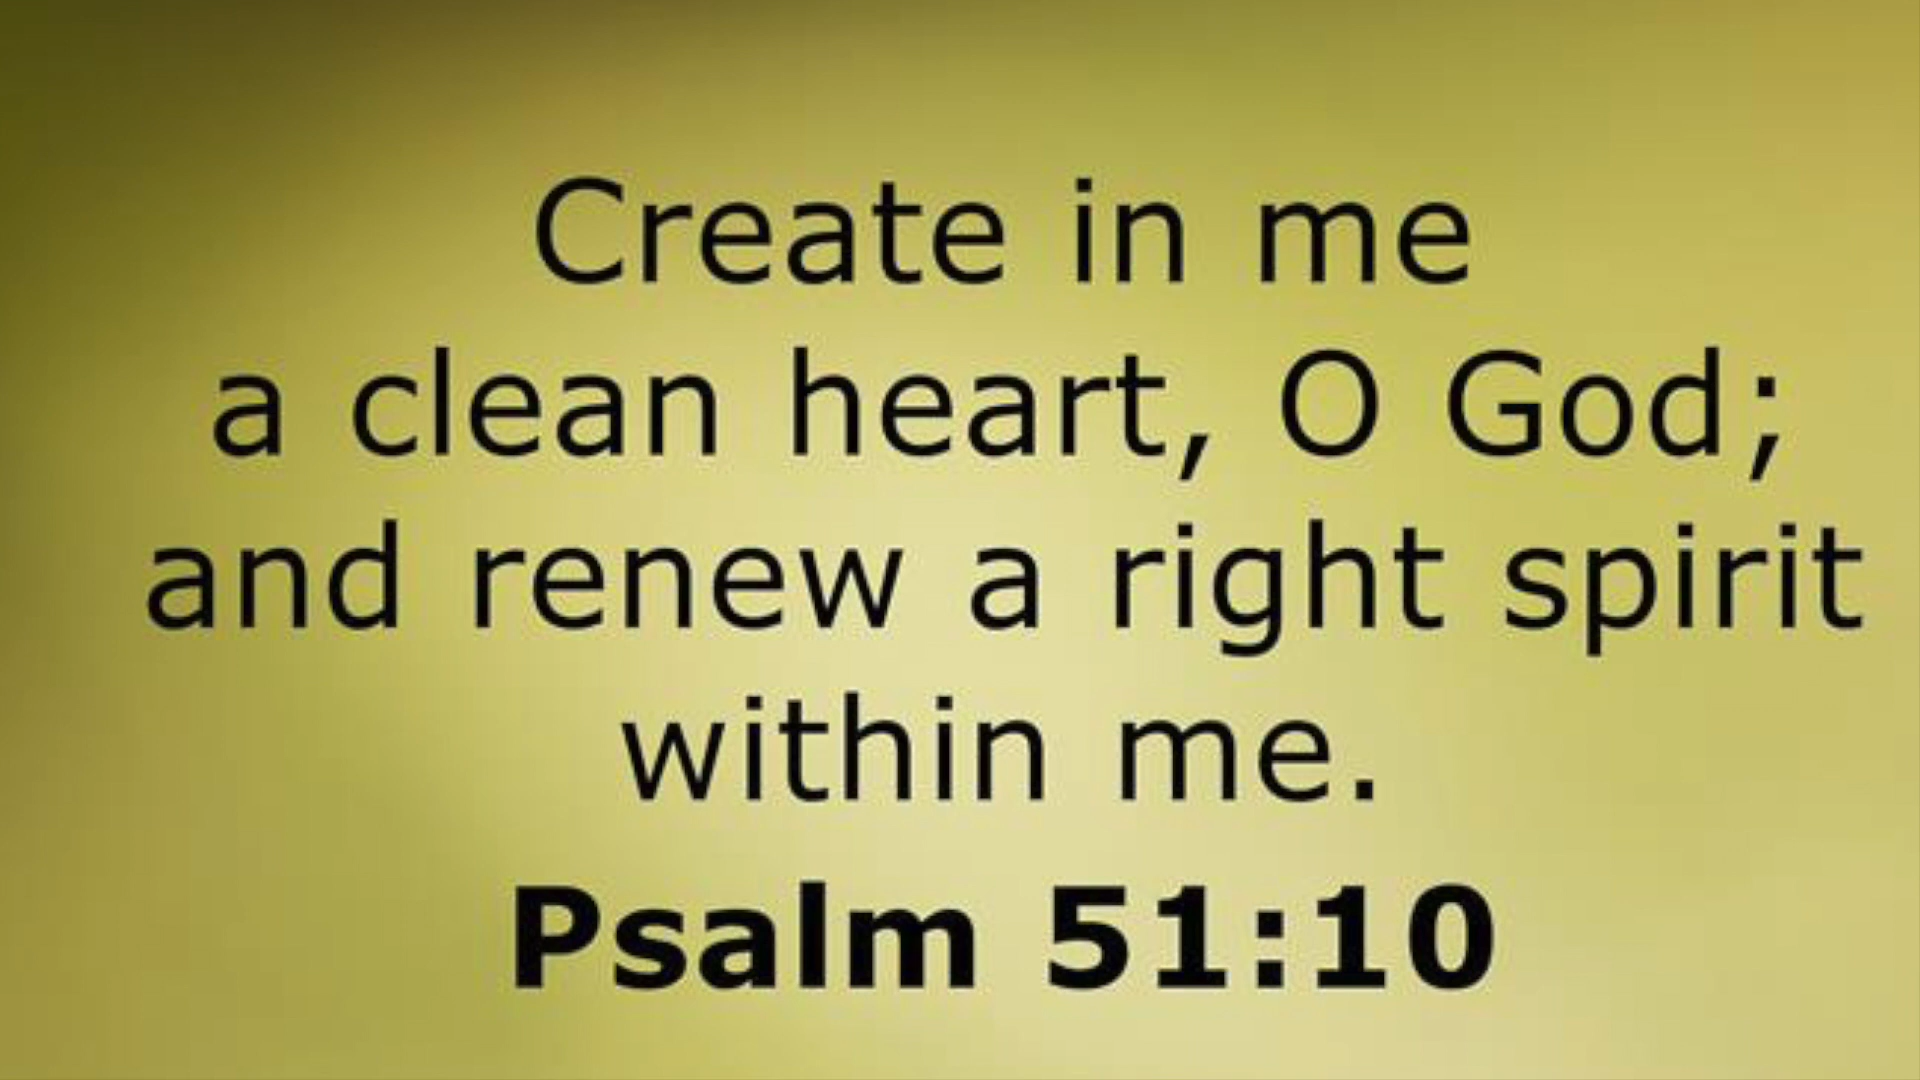 Create in me
a clean heart, O God;
and renew a right spirit
within me.
Psalm 51:10